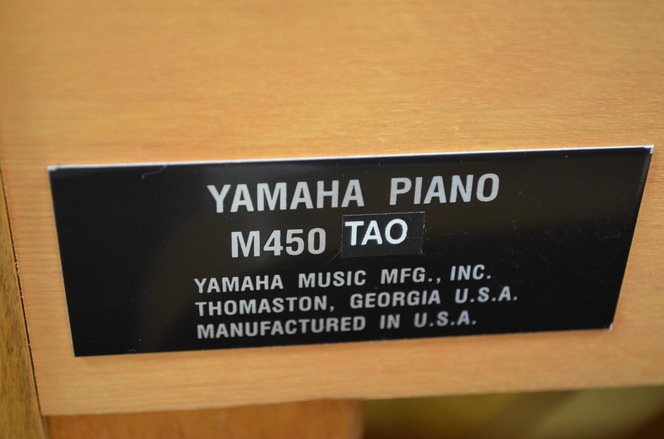 YAMAHA PIANO
M450 TAO
YAMAHA MUSIC MFG., INC.
THOMASTON, GEORGIA U.S.A.
MANUFACTURED IN U.S.A.